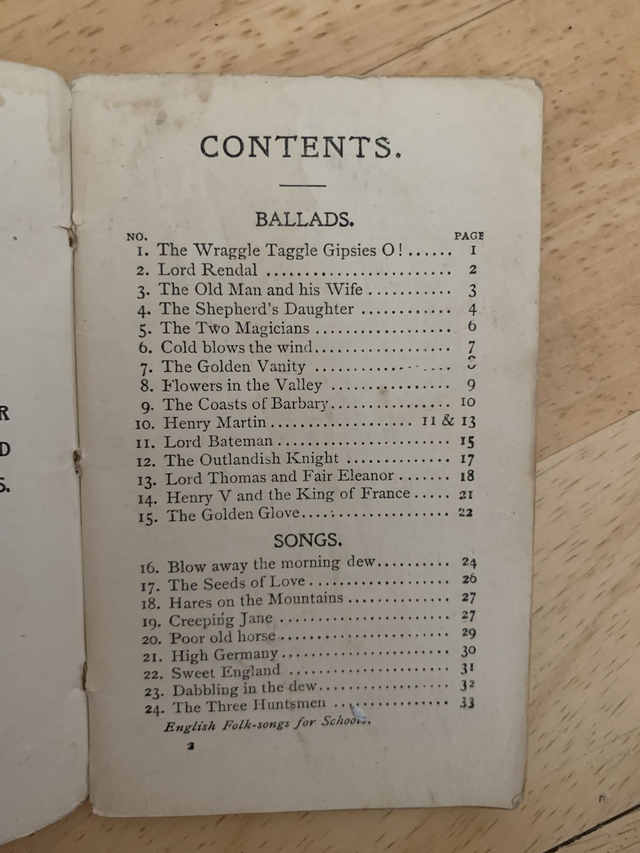 CONTENTS.
BALLADS.
NO. PAGE
1. The Wraggle Taggle Gipsies O! ...... 1
2. Lord Rendal ........................ 2
3. The Old Man and his Wife ........... 3
4. The Shepherd's Daughter ............ 4
5. The Two Magicians .................. 6
6. Cold blows the wind.................. 7
7. The Golden Vanity ..................
8. Flowers in the Valley ................ 9
9. The Coasts of Barbary................ 10
10. Henry Martin ................... 11 & 13
11. Lord Bateman ........................ 15
12. The Outlandish Knight ............... 17
13. Lord Thomas and Fair Eleanor ....... 18
14. Henry V and the King of France ..... 21
15. The Golden Glove..................... 22
SONGS.
16. Blow away the morning dew.......... 24
17. The Seeds of Love.................... 26
18. Hares on the Mountains .............. 27
19. Creeping Jane ....................... 27
20. Poor old horse....................... 29
21. High Germany........................ 30
22. Sweet England ...................... 31
23. Dabbling in the dew.................. 32
24. The Three Huntsmen ................ 33
English Folk-songs for Schools.
2
R
D
S.